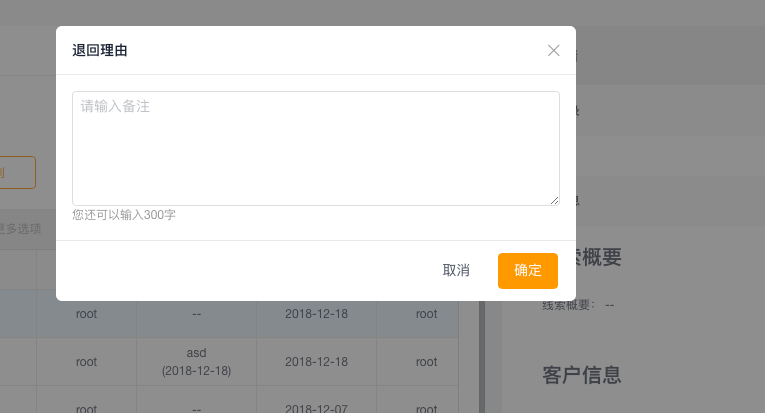 退回理由
请输入备注
您还可以输入300字
取消
确定
更多选项
索概要
线索概要： --
root
--
2018-12-18
root
root
asd
(2018-12-18)
2018-12-18
root
客户信息
root
--
2018-12-07
root